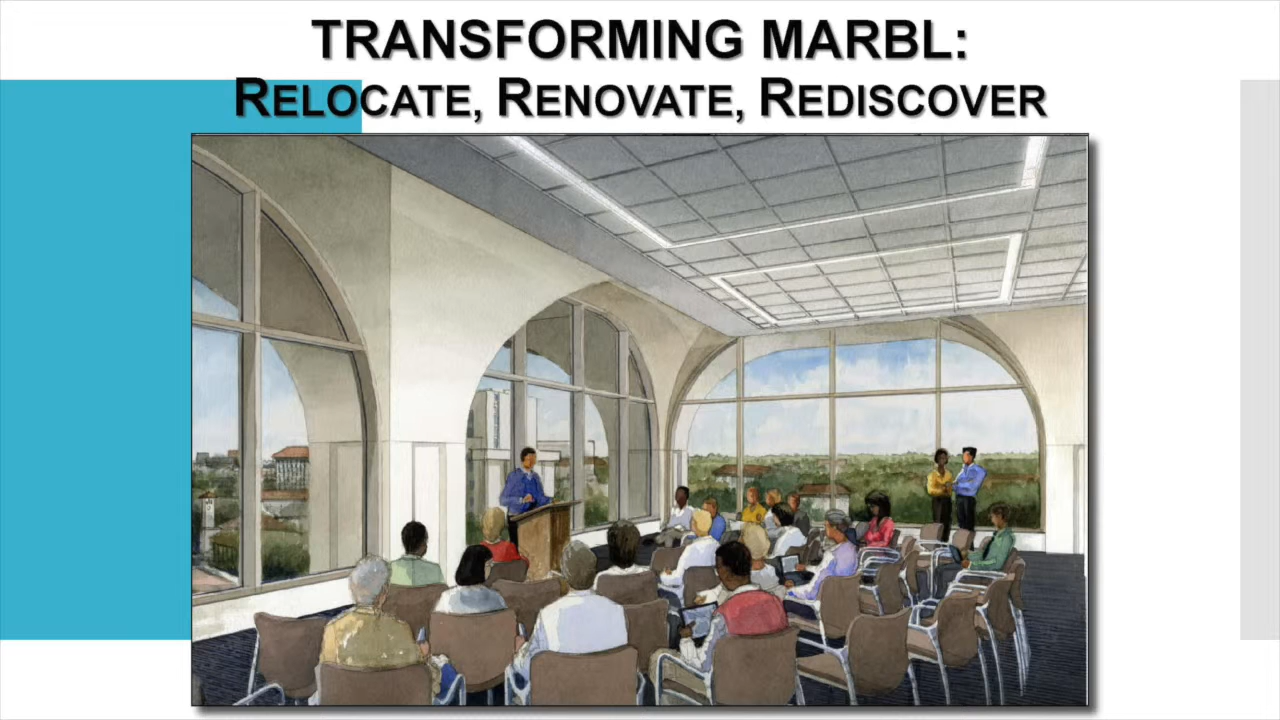 TRANSFORMING MARBL:
RELOCATE, RENOVATE, REDISCOVER